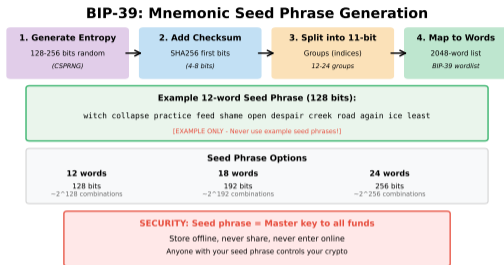 BIP-39: Mnemonic Seed Phrase Generation
1. Generate Entropy
128-256 bits random
(CSPRNG)
2. Add Checksum
SHA256 first bits
(4-8 bits)
3. Split into 11-bit
Groups (indices)
12-24 groups
4. Map to Words
2048-word list
BIP-39 wordlist
Example 12-word Seed Phrase (128 bits):
witch collapse practice feed shame open despair creek road again ice least
[EXAMPLE ONLY - Never use example seed phrases!]
Seed Phrase Options
12 words
128 bits
~2^128 combinations
18 words
192 bits
~2^192 combinations
24 words
256 bits
~2^256 combinations
SECURITY: Seed phrase = Master key to all funds
Store offline, never share, never enter online
Anyone with your seed phrase controls your crypto